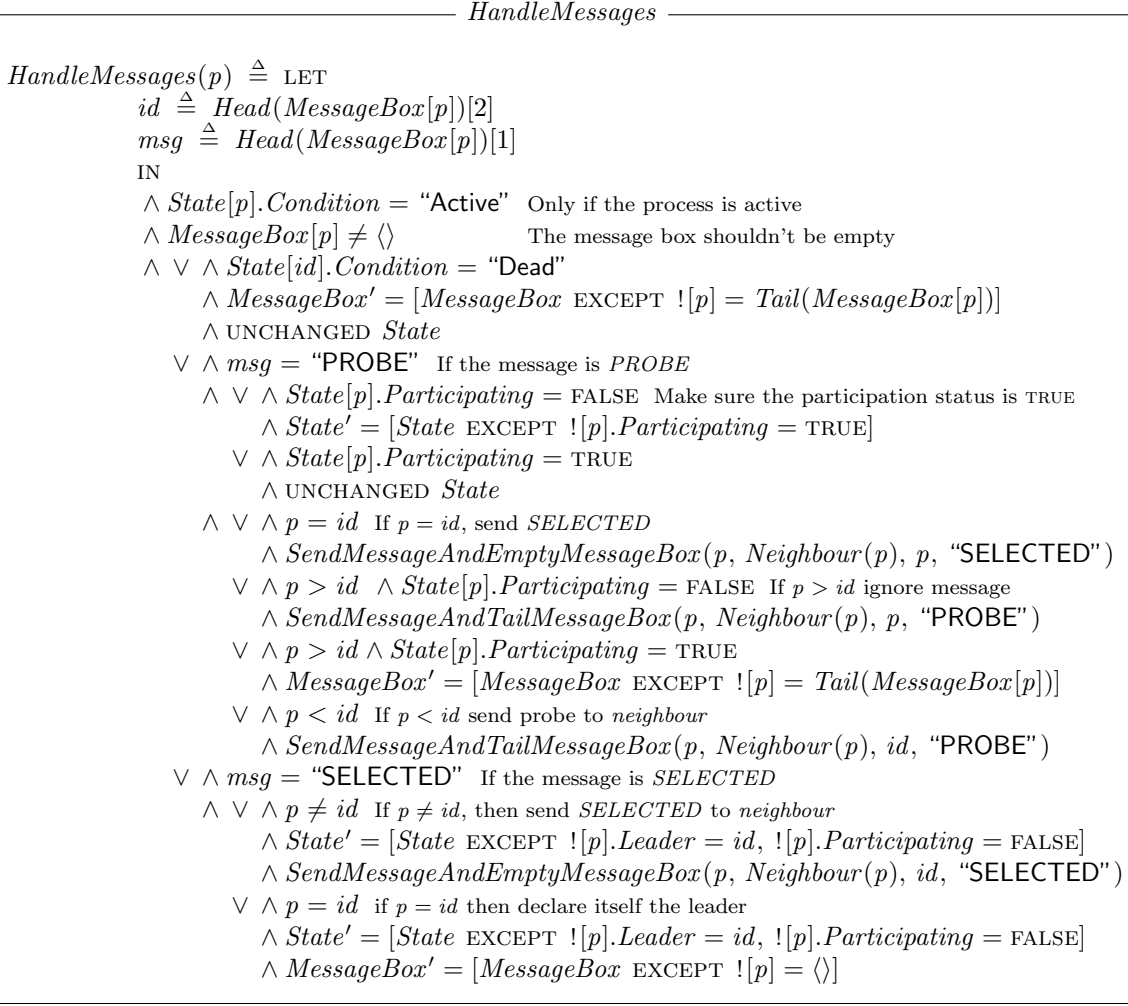 HandleMessages
HandleMessages(p) ≜ LET
id ≜ Head(MessageBox[p])[2]
msg ≜ Head(MessageBox[p])[1]
IN
∧ State[p].Condition = “Active” Only if the process is active
∧ MessageBox[p] ≠ ⟨⟩ The message box shouldn't be empty
∧ ∨ ∧ State[id].Condition = “Dead”
∧ MessageBox′ = [MessageBox EXCEPT ![p] = Tail(MessageBox[p])]
∧ UNCHANGED State
∨ ∧ msg = “PROBE” If the message is PROBE
∧ ∨ ∧ State[p].Participating = FALSE Make sure the participation status is TRUE
∧ State′ = [State EXCEPT ![p].Participating = TRUE]
∨ ∧ State[p].Participating = TRUE
∧ UNCHANGED State
∧ ∨ ∧ p = id If p = id, send SELECTED
∧ SendMessageAndEmptyMessageBox(p, Neighbour(p), p, “SELECTED”)
∨ ∧ p > id ∧ State[p].Participating = FALSE If p > id ignore message
∧ SendMessageAndTailMessageBox(p, Neighbour(p), p, “PROBE”)
∨ ∧ p > id ∧ State[p].Participating = TRUE
∧ MessageBox′ = [MessageBox EXCEPT ![p] = Tail(MessageBox[p])]
∨ ∧ p < id If p < id send probe to neighbour
∧ SendMessageAndTailMessageBox(p, Neighbour(p), id, “PROBE”)
∨ ∧ msg = “SELECTED” If the message is SELECTED
∧ ∨ ∧ p ≠ id If p ≠ id, then send SELECTED to neighbour
∧ State′ = [State EXCEPT ![p].Leader = id, ![p].Participating = FALSE]
∧ SendMessageAndEmptyMessageBox(p, Neighbour(p), id, “SELECTED”)
∨ ∧ p = id if p = id then declare itself the leader
∧ State′ = [State EXCEPT ![p].Leader = id, ![p].Participating = FALSE]
∧ MessageBox′ = [MessageBox EXCEPT ![p] = ⟨⟩]